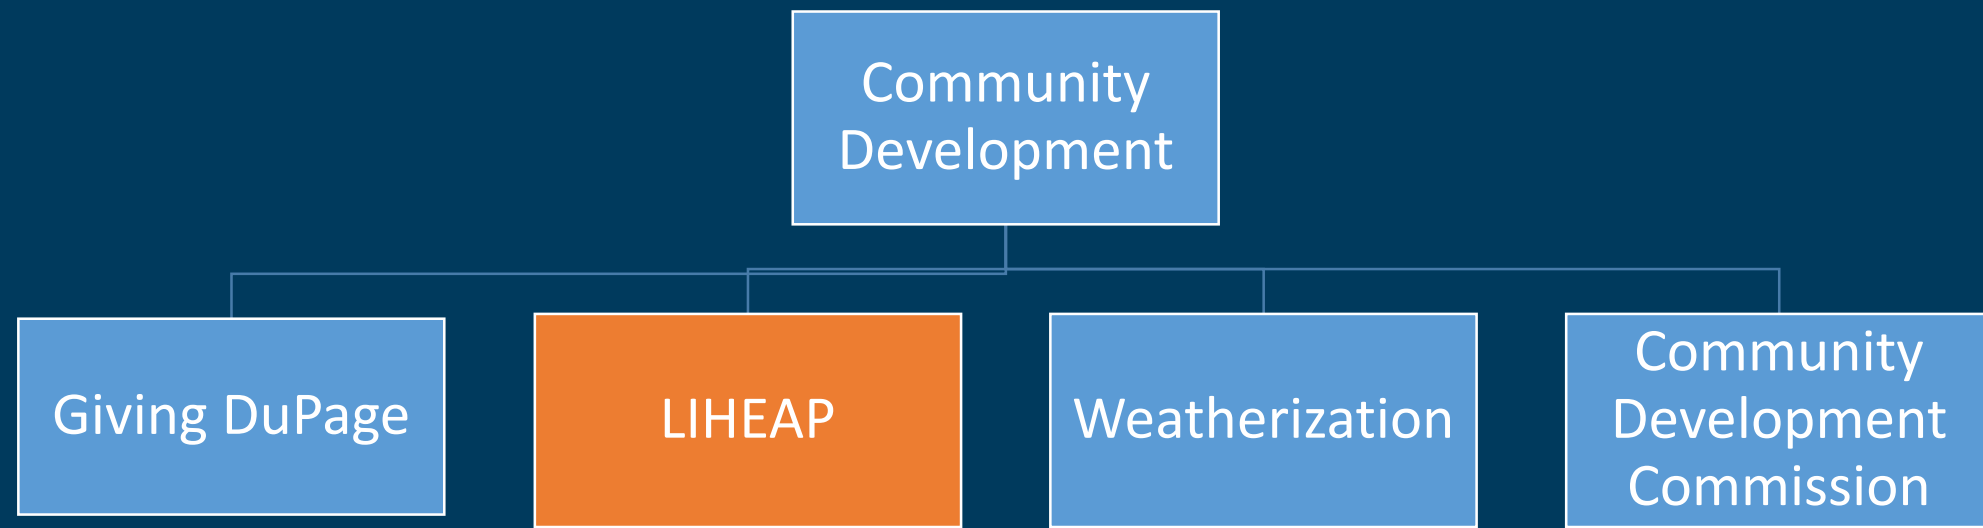 Community
Development
Giving DuPage
LIHEAP
Weatherization
Community
Development
Commission